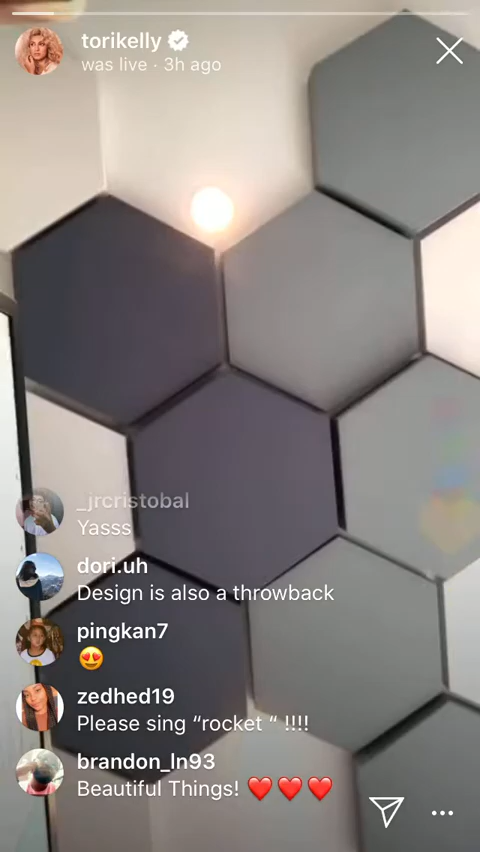 torikelly
was live · 3h ago
_jrcristobal
Yasss
dori.uh
Design is also a throwback
pingkan7
😍
zedhed19
Please sing “rocket “ !!!!
brandon_ln93
Beautiful Things! ❤️ ❤️ ❤️